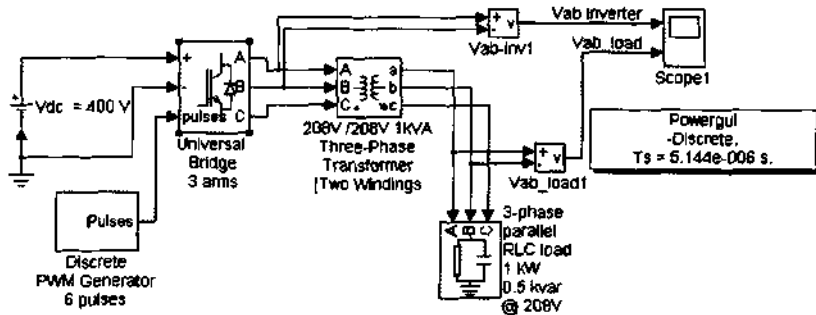 Vab inverter
+
v
-
Vab-inv1
Vab_load
Scope1
+
A
-
B
pulses
C
Universal
Bridge
3 arms
Vdc = 400 V
A
a
B
b
C
c
208V /208V 1KVA
Three-Phase
Transformer
|Two Windings
+
v
-
Vab_load1
Powergui
-Discrete,
Ts = 5.144e-006 s.
Pulses
Discrete
PWM Generator
6 pulses
A
B
C
3-phase
parallel
RLC load
1 kW
0.5 kvar
@ 208V